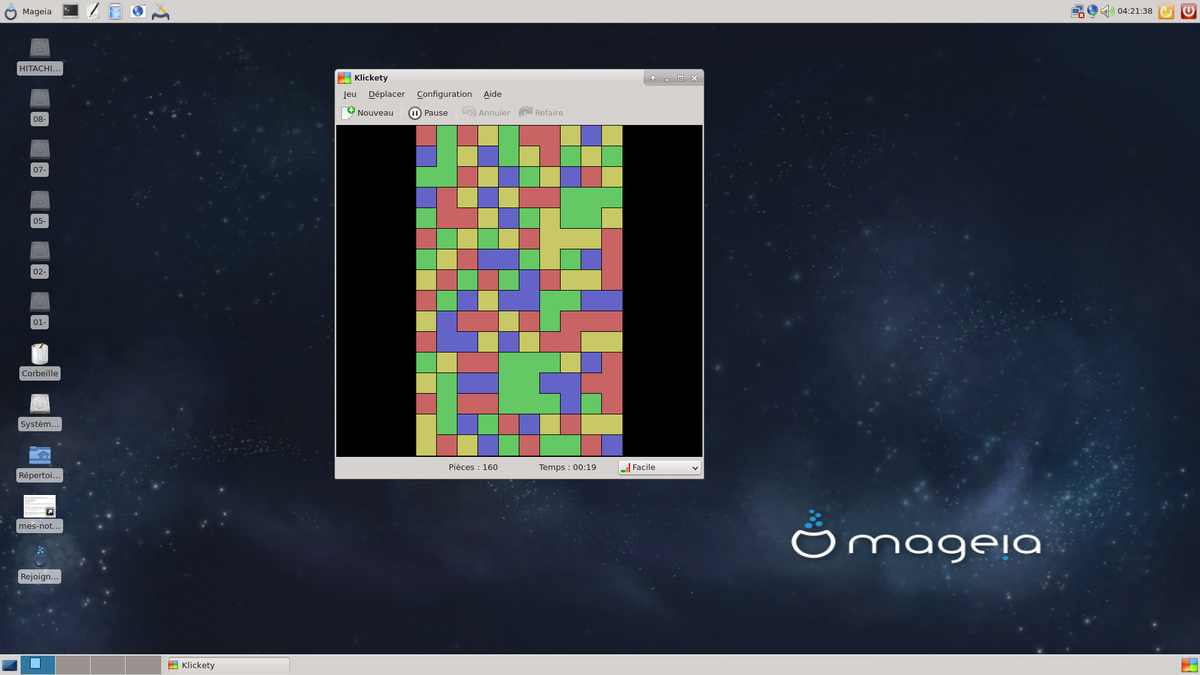 Mageia
04:21:38
HITACHI...
08-
07-
05-
02-
01-
Corbeille
Systèm...
Répertoi...
mes-not...
Rejoign...
Klickety
Jeu Déplacer Configuration Aide
Nouveau Pause Annuler Refaire
Pièces : 160 Temps : 00:19 Facile
mageia
Klickety